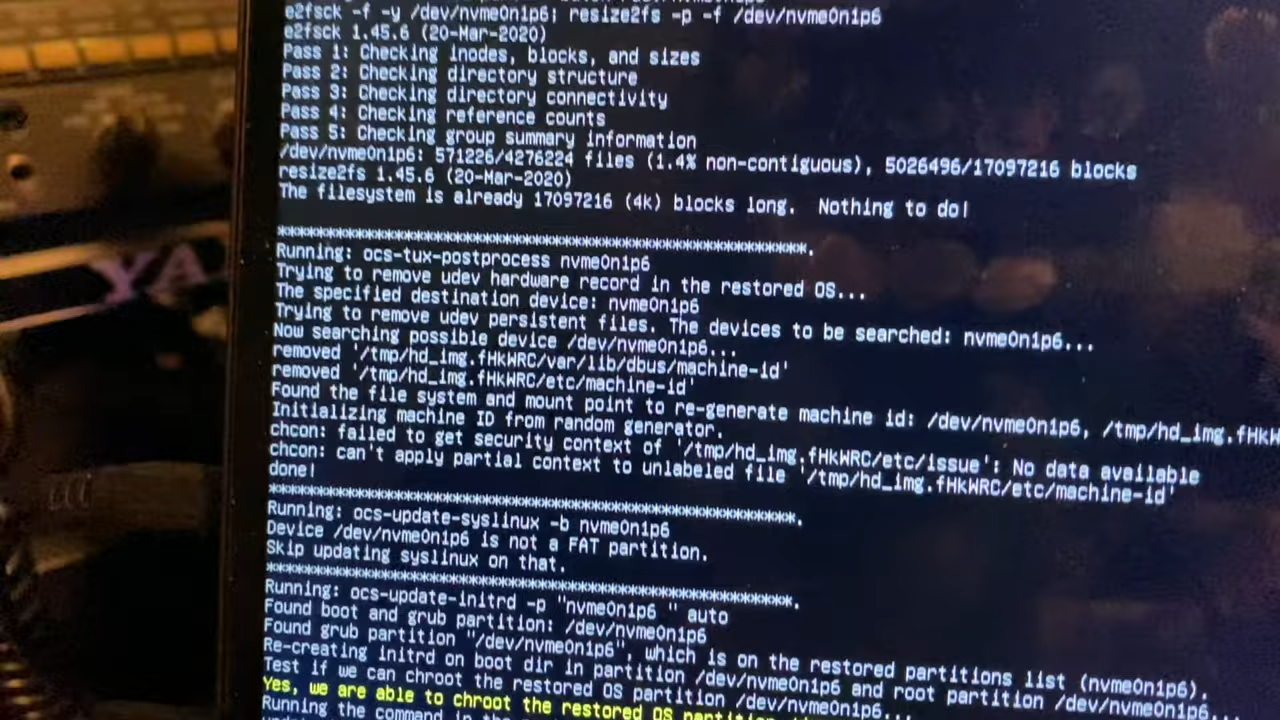 e2fsck -f -y /dev/nvme0n1p6; resize2fs -p -f /dev/nvme0n1p6
e2fsck 1.45.6 (20-Mar-2020)
Pass 1: Checking inodes, blocks, and sizes
Pass 2: Checking directory structure
Pass 3: Checking directory connectivity
Pass 4: Checking reference counts
Pass 5: Checking group summary information
/dev/nvme0n1p6: 571226/4276224 files (1.4% non-contiguous), 5026496/17097216 blocks
resize2fs 1.45.6 (20-Mar-2020)
The filesystem is already 17097216 (4k) blocks long.  Nothing to do!
*****************************************************************.
Running: ocs-tux-postprocess nvme0n1p6
Trying to remove udev hardware record in the restored OS...
The specified destination device: nvme0n1p6
Trying to remove udev persistent files. The devices to be searched: nvme0n1p6...
Now searching possible device /dev/nvme0n1p6...
removed '/tmp/hd_img.fHkWRC/var/lib/dbus/machine-id'
removed '/tmp/hd_img.fHkWRC/etc/machine-id'
Found the file system and mount point to re-generate machine id: /dev/nvme0n1p6, /tmp/hd_img.fHkW
Initializing machine ID from random generator.
chcon: failed to get security context of '/tmp/hd_img.fHkWRC/etc/issue': No data available
chcon: can't apply partial context to unlabeled file '/tmp/hd_img.fHkWRC/etc/machine-id'
done!
*****************************************************************.
Running: ocs-update-syslinux -b nvme0n1p6
Device /dev/nvme0n1p6 is not a FAT partition.
Skip updating syslinux on that.
*****************************************************************.
Running: ocs-update-initrd -p "nvme0n1p6 " auto
Found boot and grub partition: /dev/nvme0n1p6
Found grub partition "/dev/nvme0n1p6", which is on the restored partitions list (nvme0n1p6).
Re-creating initrd on boot dir in partition /dev/nvme0n1p6 and root partition /dev/nvme0n1p6...
Test if we can chroot the restored OS partition /dev/nvme0n1p6...
Yes, we are able to chroot the restored OS partition
Running the command in the
YA